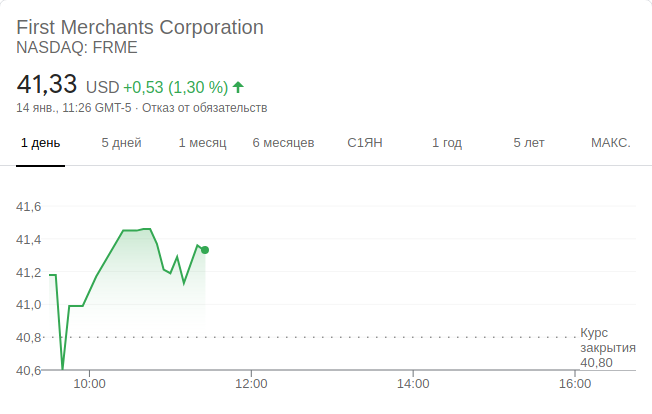 First Merchants Corporation
NASDAQ: FRME
41,33 USD +0,53 (1,30 %)
14 янв., 11:26 GMT-5 · Отказ от обязательств
1 день 5 дней 1 месяц 6 месяцев С1ЯН 1 год 5 лет МАКС.
41,6
41,4
41,2
41,0
40,8
40,6
Курс
закрытия
40,80
10:00 12:00 14:00 16:00